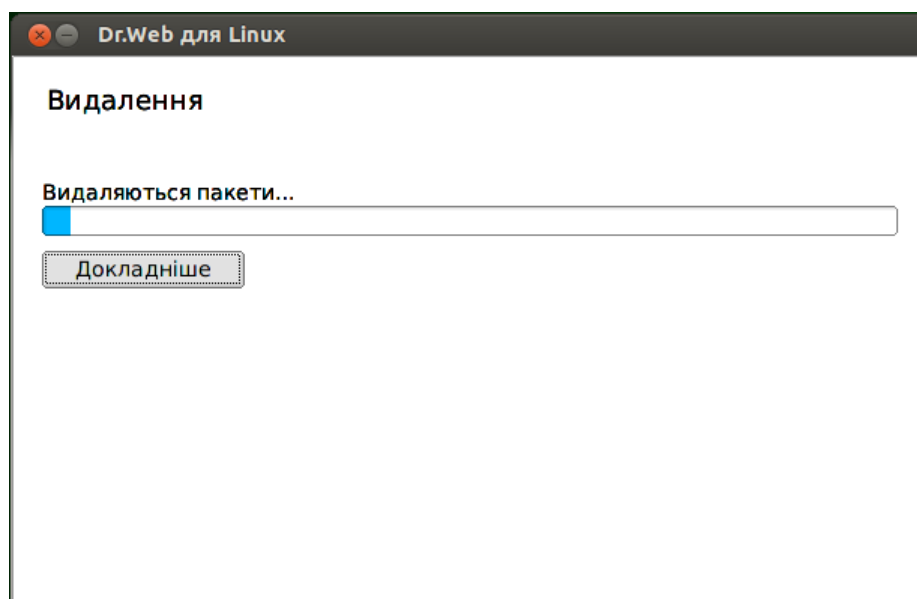 Dr.Web для Linux
Видалення
Видаляються пакети...
Докладніше